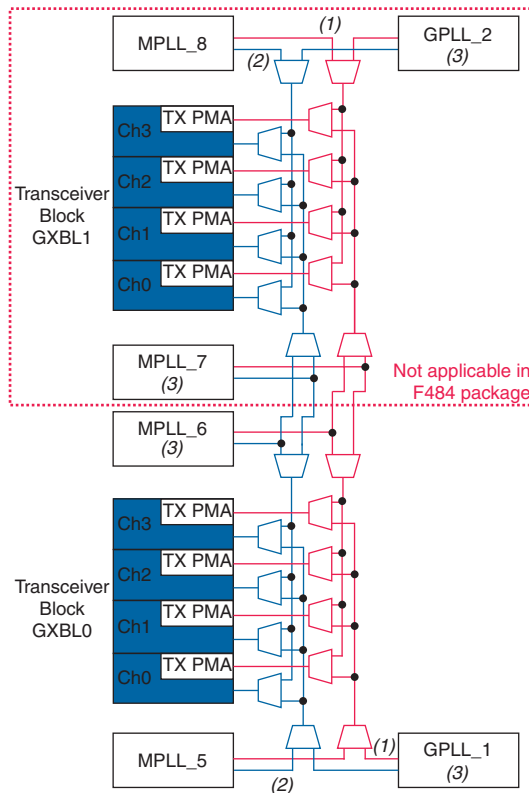 (1)
MPLL_8
GPLL_2
(2)
(3)
TX PMA
Ch3
TX PMA
Ch2
Transceiver
Block
GXBL1
TX PMA
Ch1
TX PMA
Ch0
MPLL_7
(3)
Not applicable in
F484 package
MPLL_6
(3)
TX PMA
Ch3
TX PMA
Ch2
Transceiver
Block
GXBL0
TX PMA
Ch1
TX PMA
Ch0
(1)
MPLL_5
GPLL_1
(2)
(3)